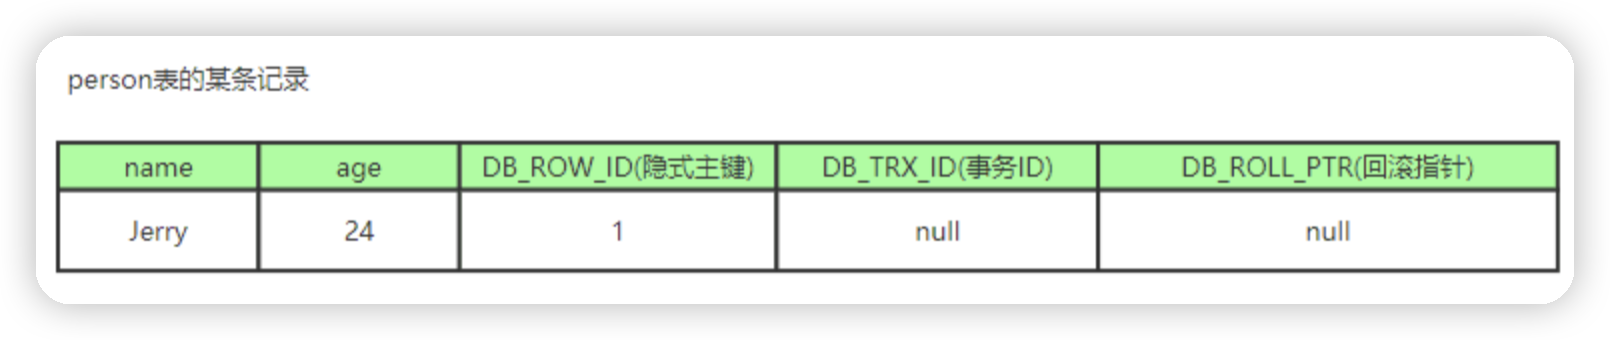 person表的某条记录
name age DB_ROW_ID(隐式主键) DB_TRX_ID(事务ID) DB_ROLL_PTR(回滚指针)
Jerry 24 1 null null